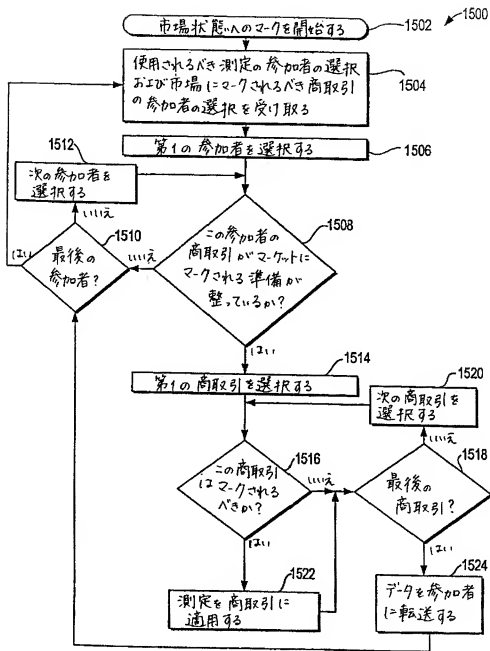 1500
市場状態へのマークを開始する
1502
使用されるべき測定の参加者の選択
および市場にマークされるべき商取引
の参加者の選択を受け取る
1504
第1の参加者を選択する
1506
1512
次の参加者を
選択する
いいえ
1510
最後の
参加者?
はい
いいえ
この参加者の
商取引がマーケットに
マークされる準備が
整っているか?
1508
はい
第1の商取引を選択する
1514
1520
次の商取引を
選択する
いいえ
この商取引
はマークされる
べきか?
1516
いいえ
最後の
商取引?
1518
はい
はい
1522
測定を商取引に
適用する
1524
データを参加者
に転送する